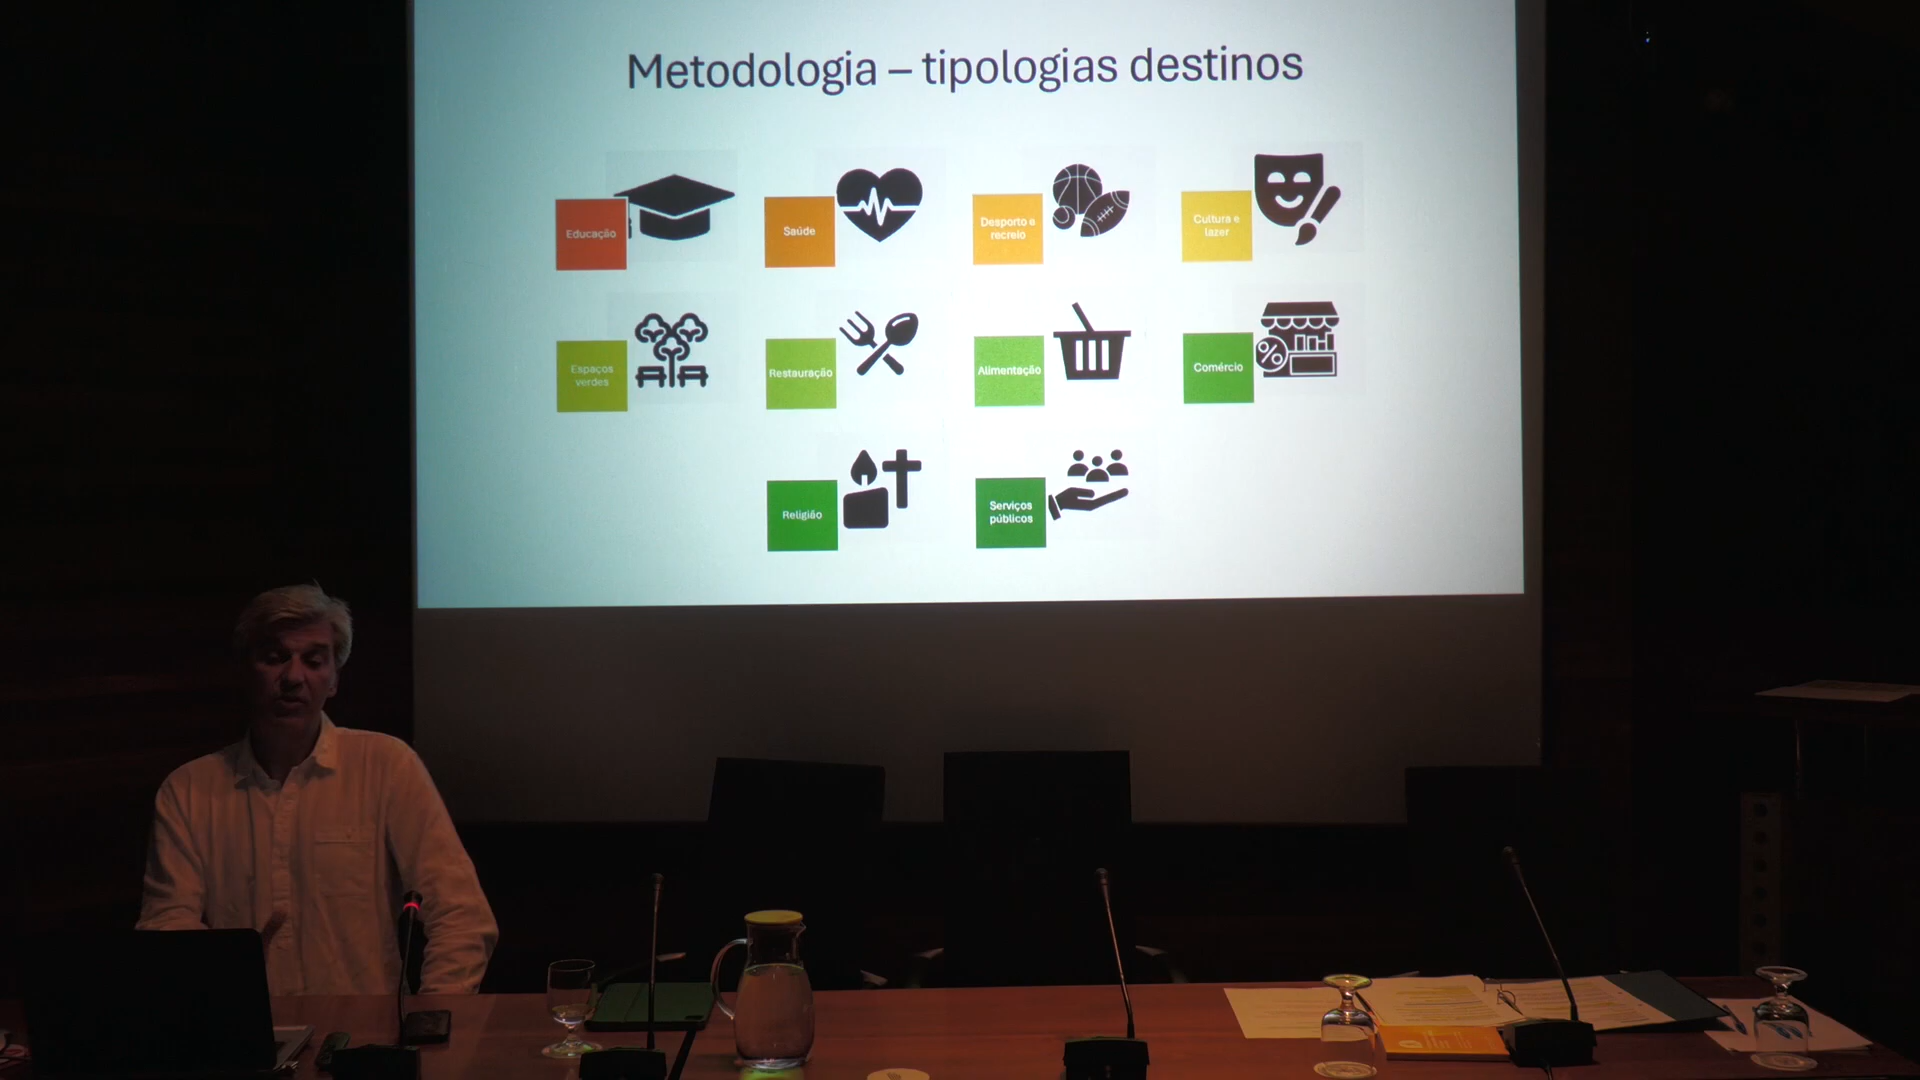 Metodologia – tipologias destinos
Educação
Saúde
Desporto e
recreio
Cultura e
lazer
Espaços
verdes
Restauração
Alimentação
Comércio
Religião
Serviços
públicos